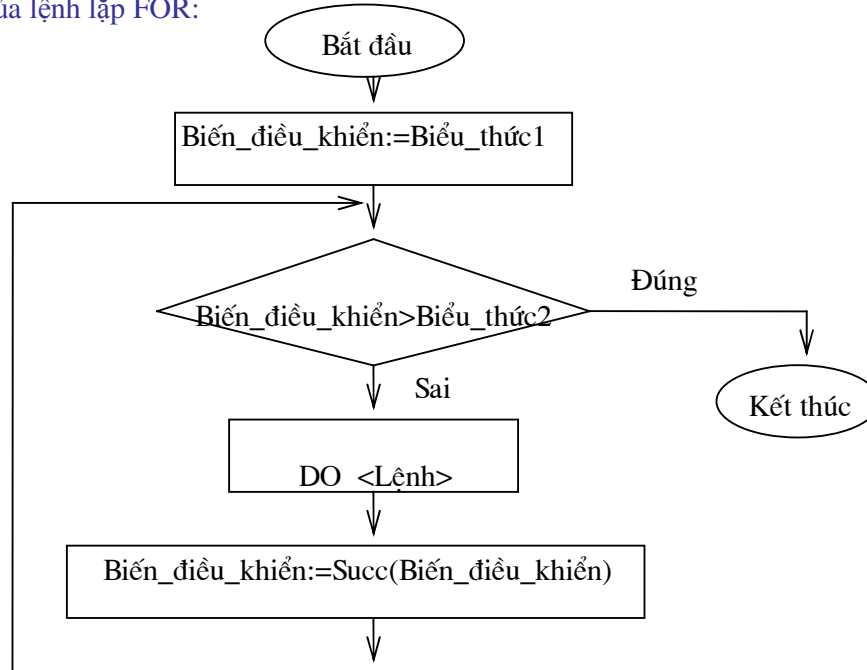 ủa lệnh lặp FOR:
Bắt đầu
Biến_điều_khiển:=Biểu_thức1
Biến_điều_khiển>Biểu_thức2
Đúng
Sai
Kết thúc
DO <Lệnh>
Biến_điều_khiển:=Succ(Biến_điều_khiển)